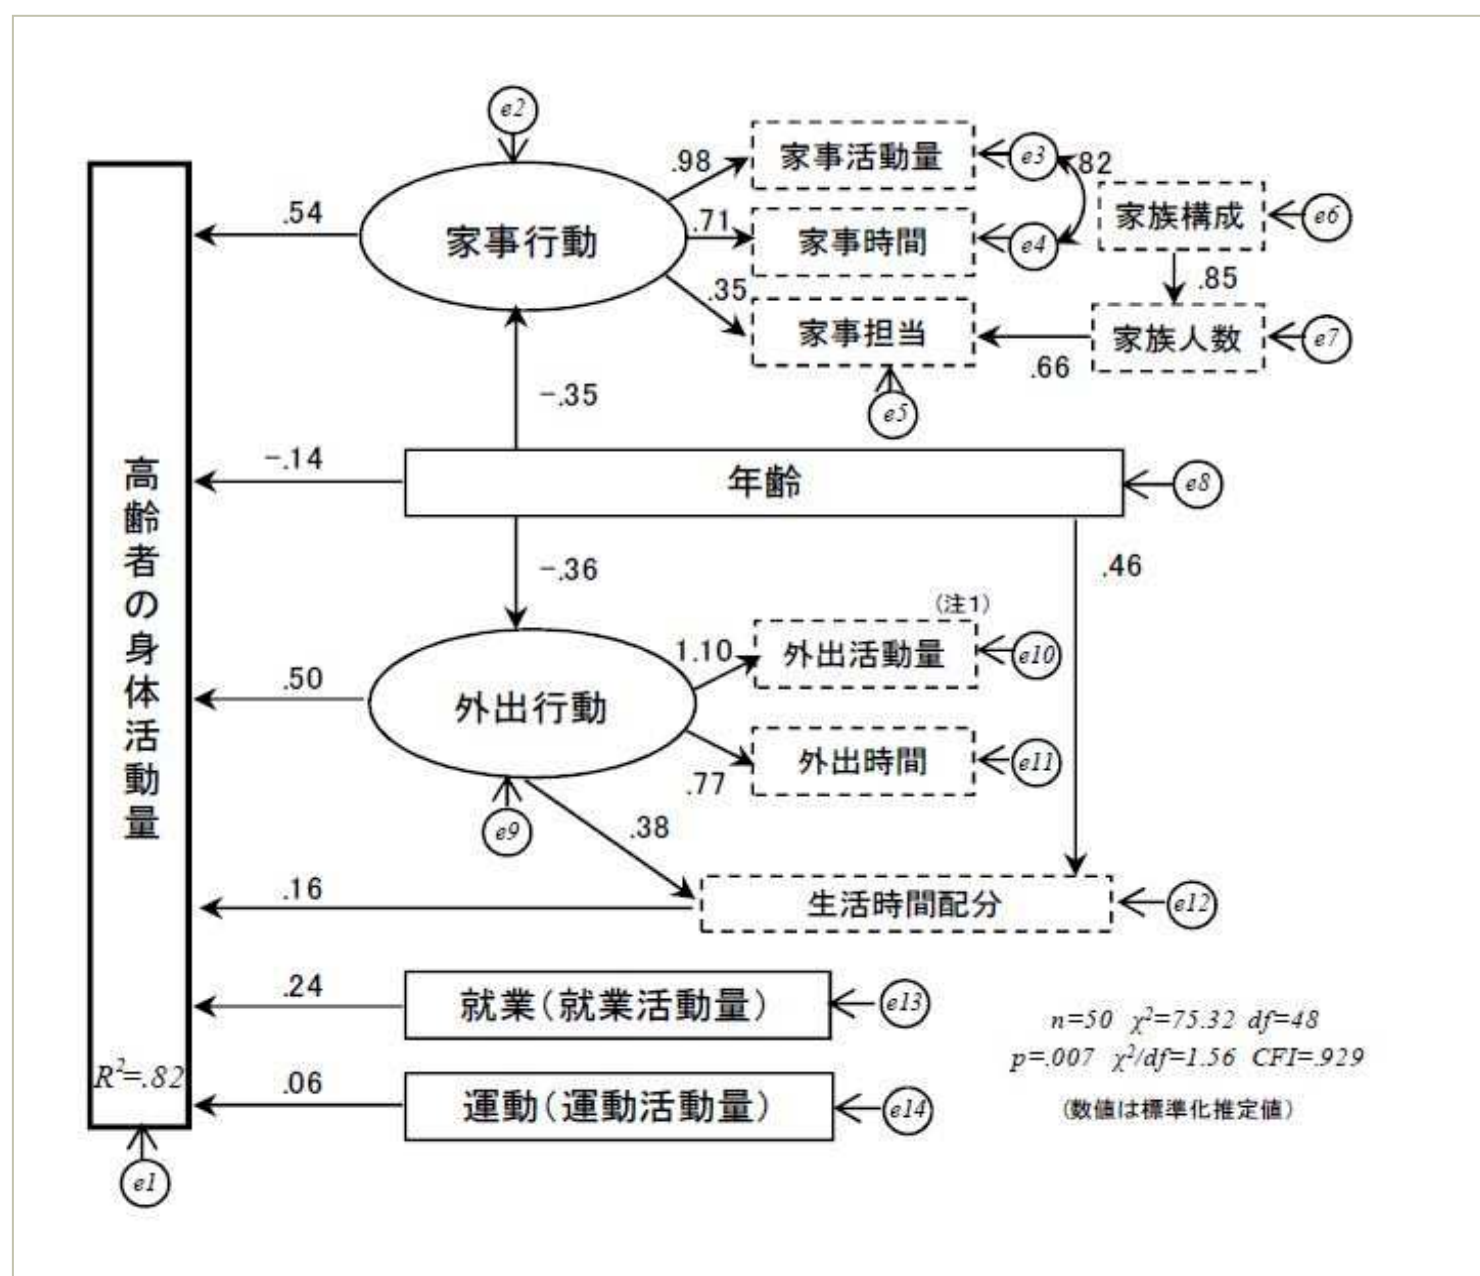 e2
家事活動量
e3
.98
.82
家族構成
e6
.54
家事行動
.71
家事時間
e4
.35
.85
家事担当
家族人数
e7
.66
−.35
e5
−.14
年齢
e8
高齢者の身体活動量
−.36
.46
(注1)
1.10
外出活動量
e10
.50
外出行動
外出時間
e11
.77
e9
.38
.16
生活時間配分
e12
.24
就業(就業活動量)
e13
n=50 χ²=75.32 df=48
R²=.82
.06
p=.007 χ²/df=1.56 CFI=.929
運動(運動活動量)
e14
(数値は標準化推定値)
e1